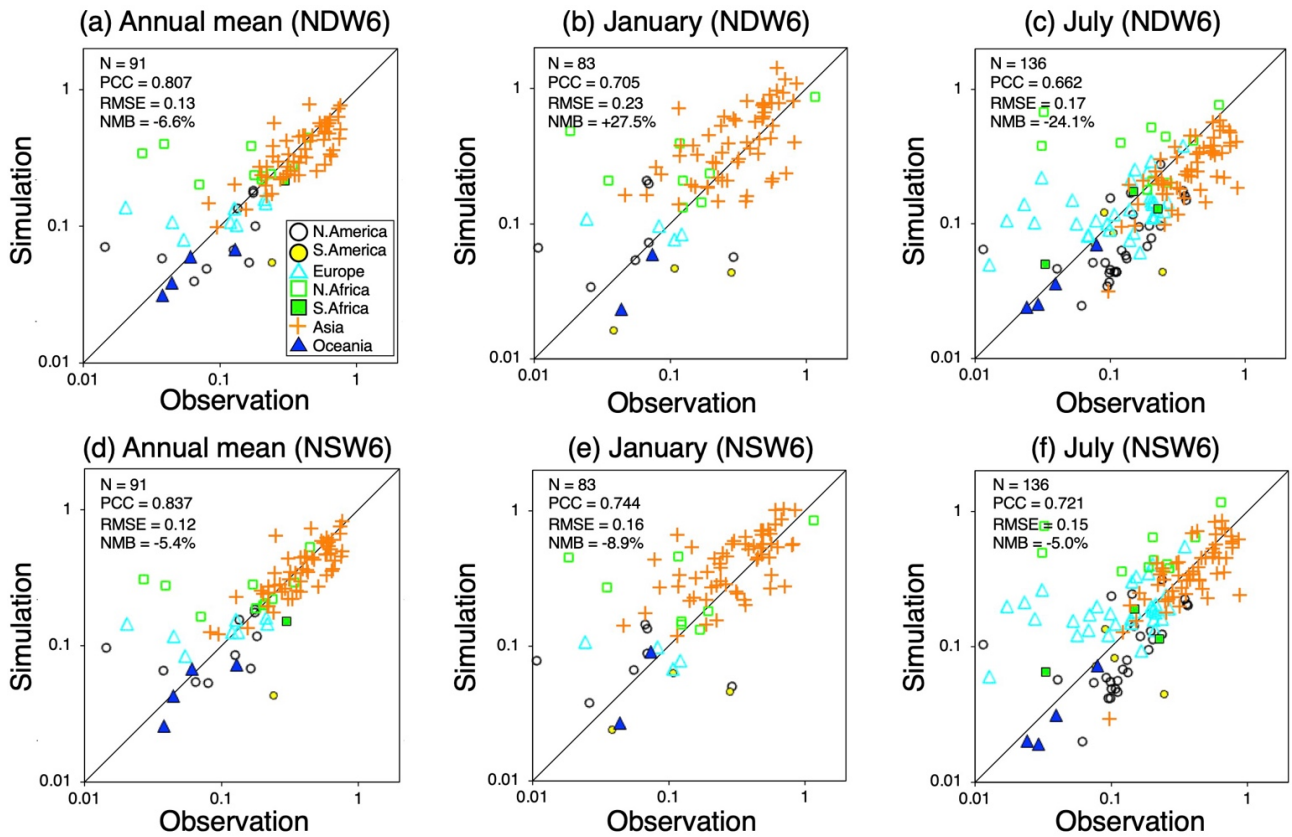 (a) Annual mean (NDW6)
N = 91
PCC = 0.807
RMSE = 0.13
NMB = -6.6%
1
0.1
0.01
Simulation
0.01
0.1
1
Observation
N.America
S.America
Europe
N.Africa
S.Africa
Asia
Oceania
(b) January (NDW6)
N = 83
PCC = 0.705
RMSE = 0.23
NMB = +27.5%
1
0.1
0.01
Simulation
0.01
0.1
1
Observation
(c) July (NDW6)
N = 136
PCC = 0.662
RMSE = 0.17
NMB = -24.1%
1
0.1
0.01
Simulation
0.01
0.1
1
Observation
(d) Annual mean (NSW6)
N = 91
PCC = 0.837
RMSE = 0.12
NMB = -5.4%
1
0.1
0.01
Simulation
0.01
0.1
1
Observation
(e) January (NSW6)
N = 83
PCC = 0.744
RMSE = 0.16
NMB = -8.9%
1
0.1
0.01
Simulation
0.01
0.1
1
Observation
(f) July (NSW6)
N = 136
PCC = 0.721
RMSE = 0.15
NMB = -5.0%
1
0.1
0.01
Simulation
0.01
0.1
1
Observation